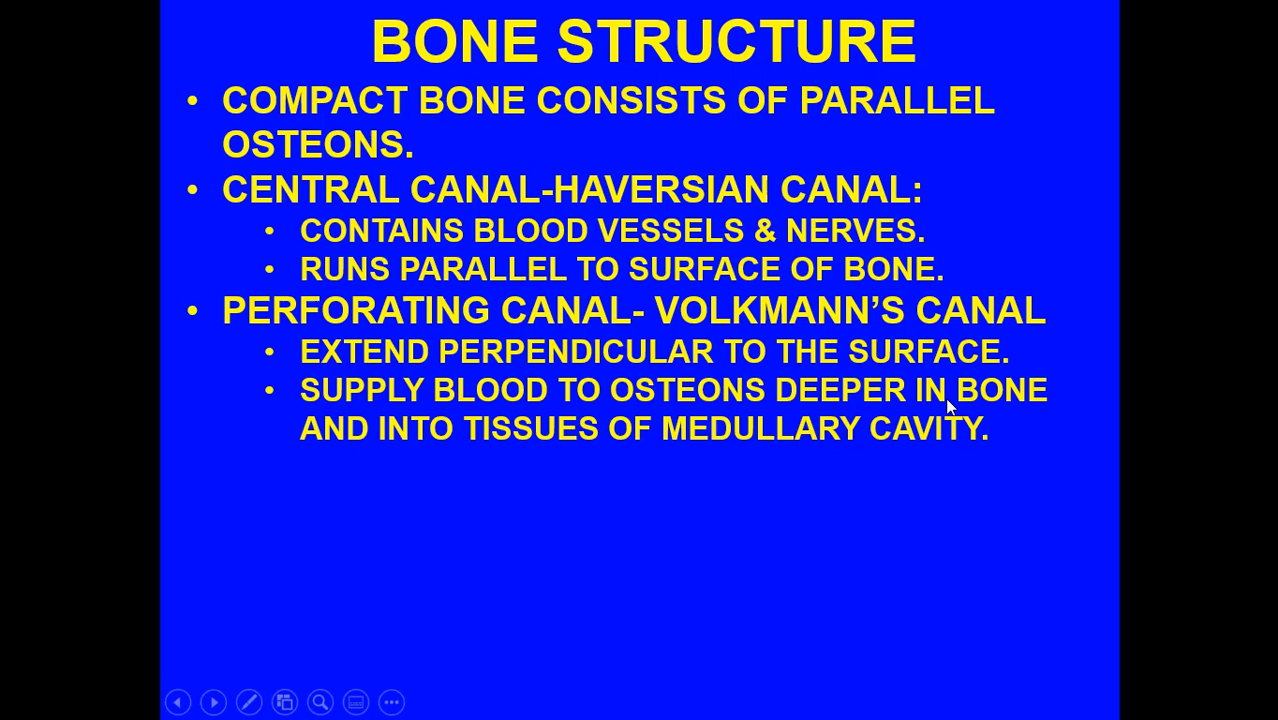 BONE STRUCTURE
• COMPACT BONE CONSISTS OF PARALLEL
OSTEONS.
• CENTRAL CANAL-HAVERSIAN CANAL:
• CONTAINS BLOOD VESSELS & NERVES.
• RUNS PARALLEL TO SURFACE OF BONE.
• PERFORATING CANAL- VOLKMANN’S CANAL
• EXTEND PERPENDICULAR TO THE SURFACE.
• SUPPLY BLOOD TO OSTEONS DEEPER IN BONE
AND INTO TISSUES OF MEDULLARY CAVITY.